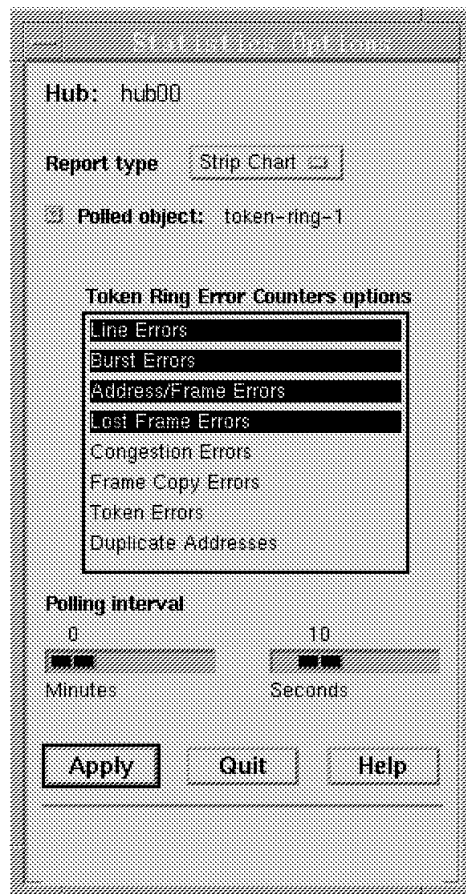 Statistics Options
Hub: hub00
Report type Strip Chart
Polled object: token-ring-1
Token Ring Error Counters options
Line Errors
Burst Errors
Address/Frame Errors
Lost Frame Errors
Congestion Errors
Frame Copy Errors
Token Errors
Duplicate Addresses
Polling interval
0 10
Minutes Seconds
Apply Quit Help